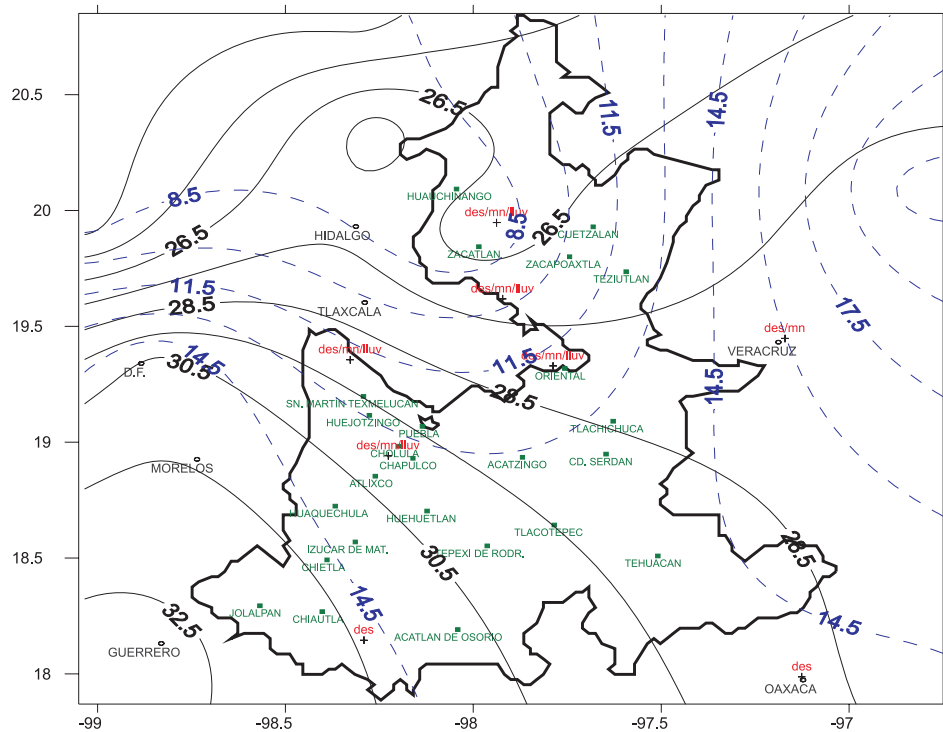 20.5
20
19.5
19
18.5
18
-99
-98.5
-98
-97.5
-97
26.5
11.5
14.5
8.5
HUAUCHINANGO
des/mn/lluv
8.5
26.5
HIDALGO
26.5
CUETZALAN
ZACATLAN
ZACAPOAXTLA
TEZIUTLAN
11.5
des/mn/lluv
28.5
TLAXCALA
17.5
des/mn
VERACRUZ
des/mn/lluv
14.5
30.5
D.F.
11.5
des/mn/lluv
ORIENTAL
28.5
14.5
SN. MARTÍN TEXMELUCAN
HUEJOTZINGO
PUEBLA
TLACHICHUCA
des/mn/lluv
CHOLULA
CHAPULCO
ACATZINGO
CD. SERDAN
MORELOS
ATLIXCO
HUAQUECHULA
HUEHUETLAN
TLACOTEPEC
28.5
IZUCAR DE MAT.
CHIETLA
30.5
TEPEXI DE RODR.
TEHUACAN
14.5
32.5
JOLALPAN
CHIAUTLA
des
ACATLAN DE OSORIO
14.5
GUERRERO
des
OAXACA